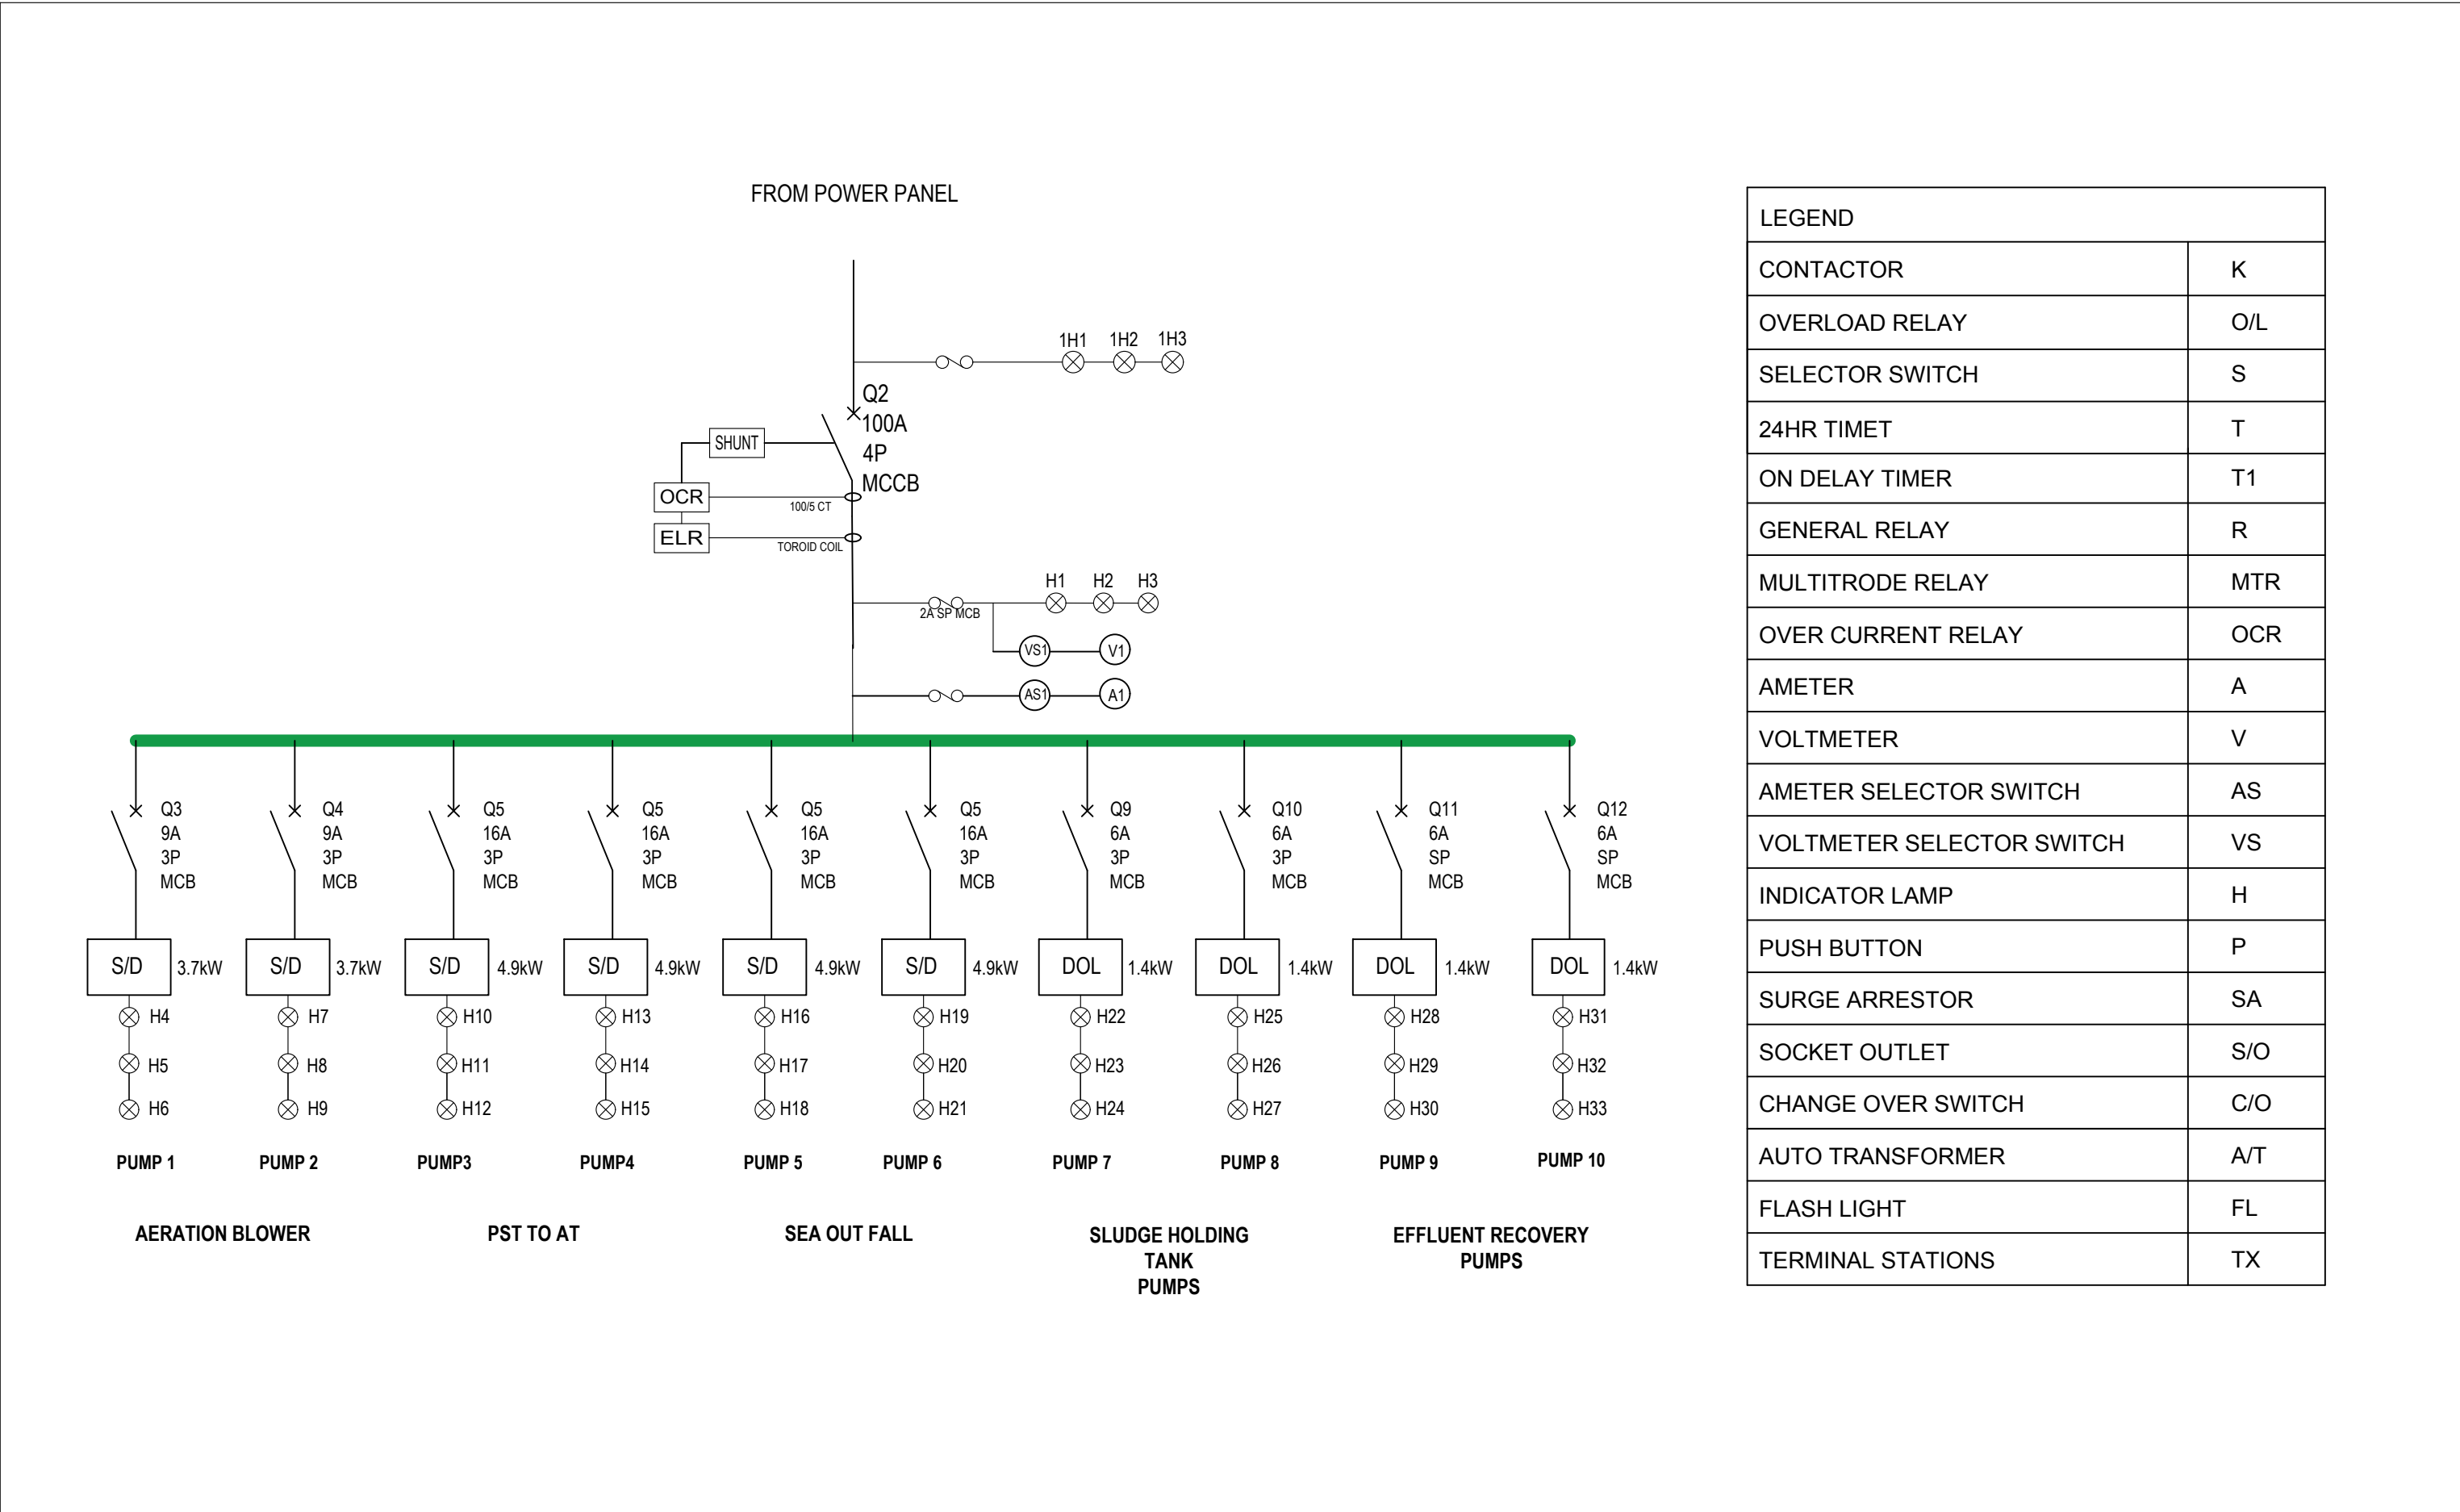 FROM POWER PANEL
1H1 1H2 1H3
Q2
100A
4P
MCCB
SHUNT
OCR
100/5 CT
ELR
TOROID COIL
H1 H2 H3
2A SP MCB
VS1 V1
AS1 A1
Q3 Q4 Q5 Q5 Q5 Q5 Q9 Q10 Q11 Q12
9A 9A 16A 16A 16A 16A 6A 6A 6A 6A
3P 3P 3P 3P 3P 3P 3P 3P SP SP
MCB MCB MCB MCB MCB MCB MCB MCB MCB MCB
S/D 3.7kW S/D 3.7kW S/D 4.9kW S/D 4.9kW S/D 4.9kW S/D 4.9kW DOL 1.4kW DOL 1.4kW DOL 1.4kW DOL 1.4kW
H4 H7 H10 H13 H16 H19 H22 H25 H28 H31
H5 H8 H11 H14 H17 H20 H23 H26 H29 H32
H6 H9 H12 H15 H18 H21 H24 H27 H30 H33
PUMP 1 PUMP 2 PUMP3 PUMP4 PUMP 5 PUMP 6 PUMP 7 PUMP 8 PUMP 9 PUMP 10
AERATION BLOWER
PST TO AT
SEA OUT FALL
SLUDGE HOLDING
TANK
PUMPS
EFFLUENT RECOVERY
PUMPS
LEGEND
CONTACTOR K
OVERLOAD RELAY O/L
SELECTOR SWITCH S
24HR TIMET T
ON DELAY TIMER T1
GENERAL RELAY R
MULTITRODE RELAY MTR
OVER CURRENT RELAY OCR
AMETER A
VOLTMETER V
AMETER SELECTOR SWITCH AS
VOLTMETER SELECTOR SWITCH VS
INDICATOR LAMP H
PUSH BUTTON P
SURGE ARRESTOR SA
SOCKET OUTLET S/O
CHANGE OVER SWITCH C/O
AUTO TRANSFORMER A/T
FLASH LIGHT FL
TERMINAL STATIONS TX